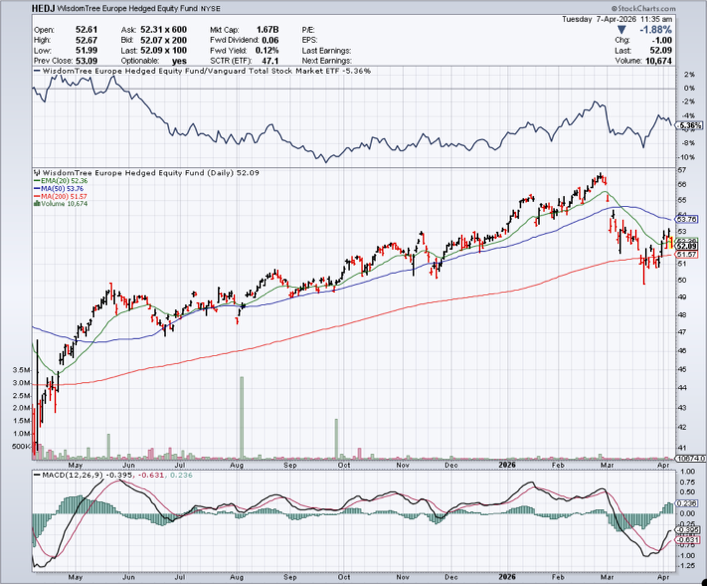 HEDJ WisdomTree Europe Hedged Equity Fund NYSE
© StockCharts.com
Tuesday 7-Apr-2026 11:35 am
Open: 52.61 Ask: 52.31 x 600 Mkt Cap: 1.67B P/E: ▼ -1.88%
High: 52.67 Bid: 52.07 x 200 Fwd Dividend: 0.06 EPS: Chg: -1.00
Low: 51.99 Last: 52.09 x 100 Fwd Yield: 0.12% Last Earnings: Last: 52.09
Prev Close: 53.09 Optionable: yes SCTR (ETF): 47.1 Next Earnings: Volume: 10,674
WisdomTree Europe Hedged Equity Fund/Vanguard Total Stock Market ETF -5.36%
2%
0%
-2%
-4%
-5.36%
-8%
-10%
WisdomTree Europe Hedged Equity Fund (Daily) 52.09
EMA(20) 52.36
MA(50) 53.76
MA(200) 51.57
Volume 10,674
57
56
55
54
53.76
53
52.09
51.57
51
50
49
48
47
46
45
44
43
42
41
3.5M
3.0M
2.5M
2.0M
1.5M
1.0M
500K
10674.0
May Jun Jul Aug Sep Oct Nov Dec 2026 Feb Mar Apr
MACD(12,26,9) -0.395, -0.631, 0.236
1.00
0.75
0.50
0.236
0.00
-0.25
-0.395
-0.631
-1.00
-1.25
May Jun Jul Aug Sep Oct Nov Dec 2026 Feb Mar Apr